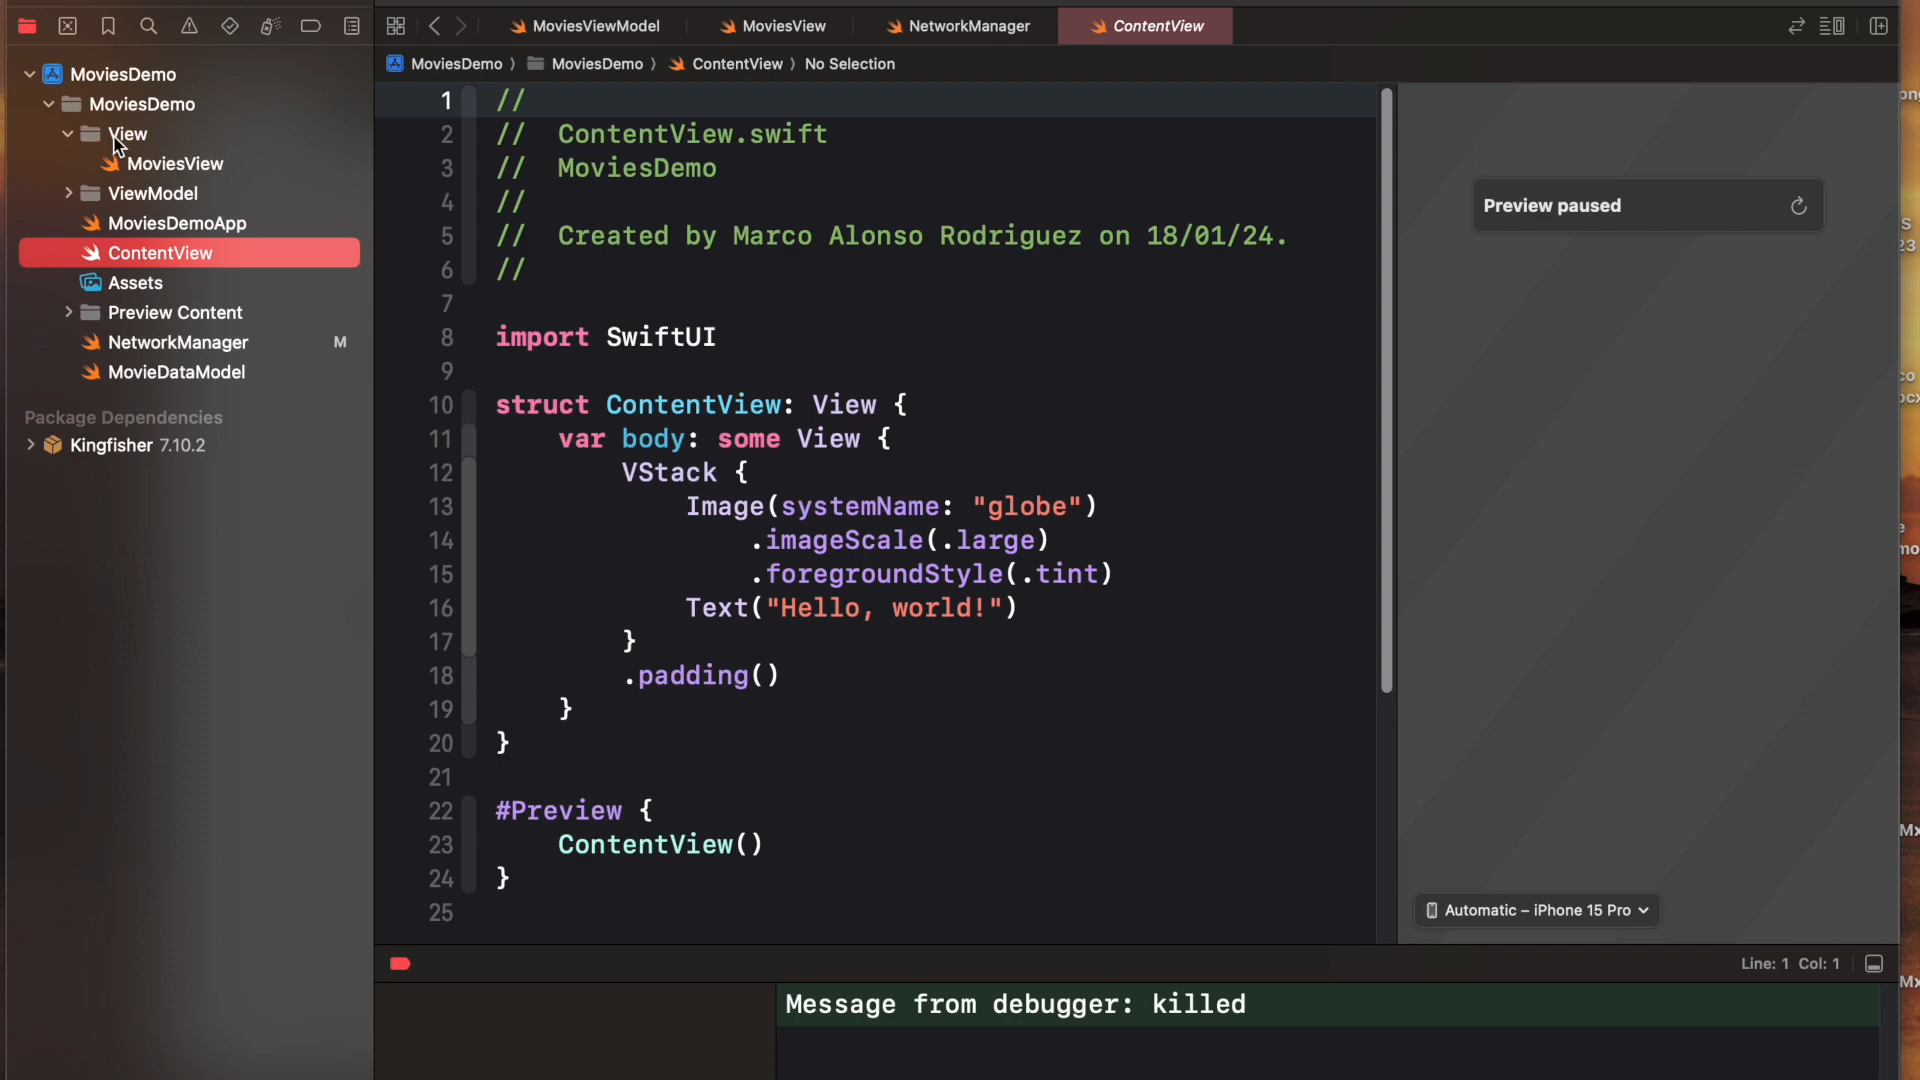 MoviesViewModel
MoviesView
NetworkManager
ContentView
MoviesDemo
MoviesDemo
ContentView
No Selection
MoviesDemo
MoviesDemo
View
MoviesView
ViewModel
MoviesDemoApp
ContentView
Assets
Preview Content
NetworkManager M
MovieDataModel
Package Dependencies
Kingfisher 7.10.2
1 //
2 // ContentView.swift
3 // MoviesDemo
4 //
5 // Created by Marco Alonso Rodriguez on 18/01/24.
6 //
7
8 import SwiftUI
9
10 struct ContentView: View {
11 var body: some View {
12 VStack {
13 Image(systemName: "globe")
14 .imageScale(.large)
15 .foregroundStyle(.tint)
16 Text("Hello, world!")
17 }
18 .padding()
19 }
20 }
21
22 #Preview {
23 ContentView()
24 }
25
Preview paused
Automatic – iPhone 15 Pro
Line: 1 Col: 1
Message from debugger: killed